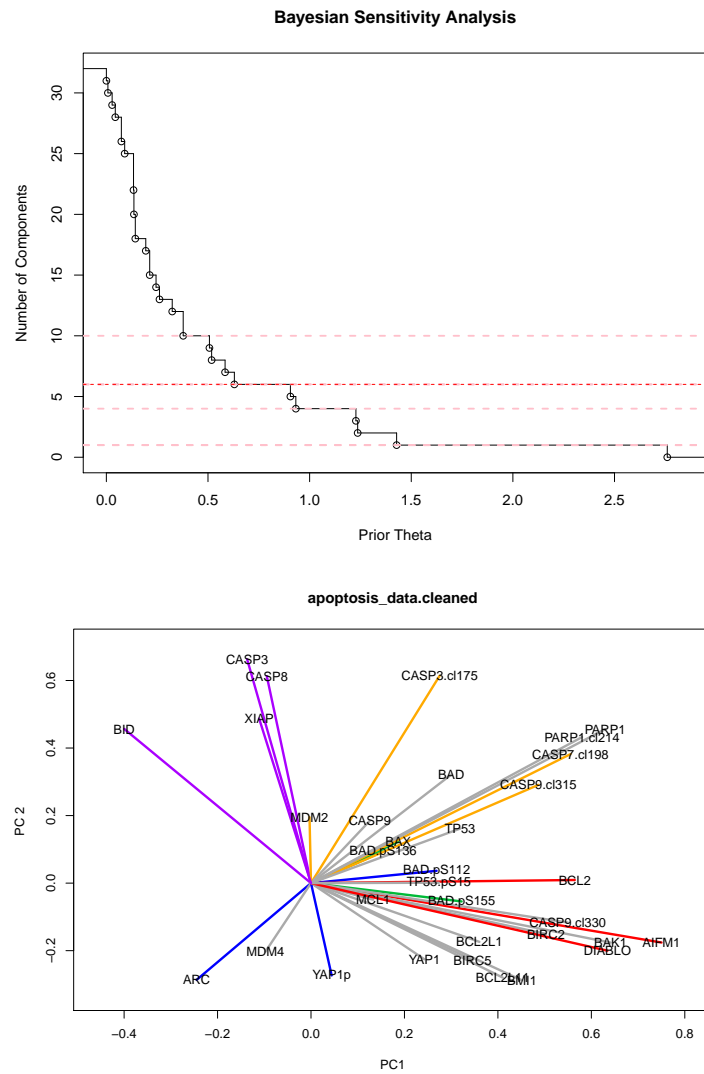 Bayesian Sensitivity Analysis
30
25
20
15
10
5
0
Number of Components
0.0 0.5 1.0 1.5 2.0 2.5
Prior Theta
apoptosis_data.cleaned
CASP3
CASP8
CASP3.cl175
XIAP
BID
PARP1
PARP1.cl214
CASP7.cl198
BAD
CASP9.cl315
MDM2
CASP9
TP53
BAX
BAD.pS136
BAD.pS112
TP53.pS15
BCL2
MCL1
BAD.pS155
CASP9.cl330
BIRC2
BCL2L1
BAK1
AIFM1
DIABLO
MDM4
YAP1
BIRC5
ARC
YAP1p
BCL2L11
BMI1
0.6
0.4
0.2
0.0
−0.2
PC 2
−0.4 −0.2 0.0 0.2 0.4 0.6 0.8
PC1